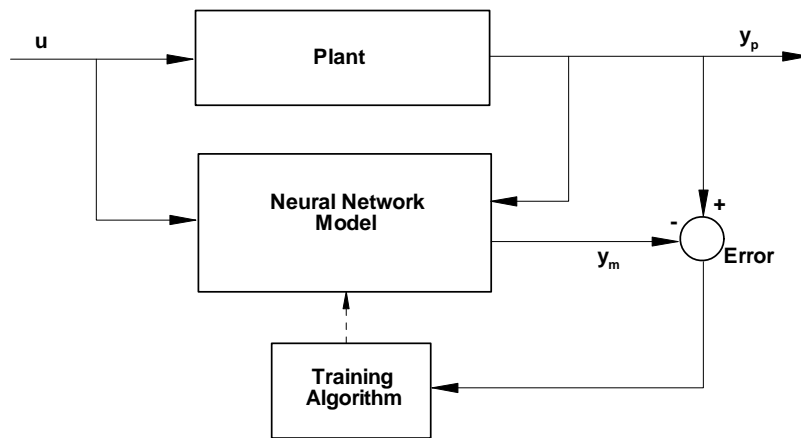 u
Plant
yp
Neural Network
Model
+
-
ym
Error
Training
Algorithm